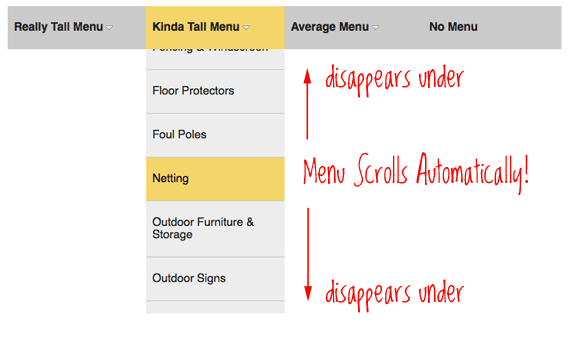 Really Tall Menu
Kinda Tall Menu
Average Menu
No Menu
Fencing & Windscreen
Floor Protectors
Foul Poles
Netting
Outdoor Furniture &
Storage
Outdoor Signs
disappears under
Menu Scrolls Automatically!
disappears under